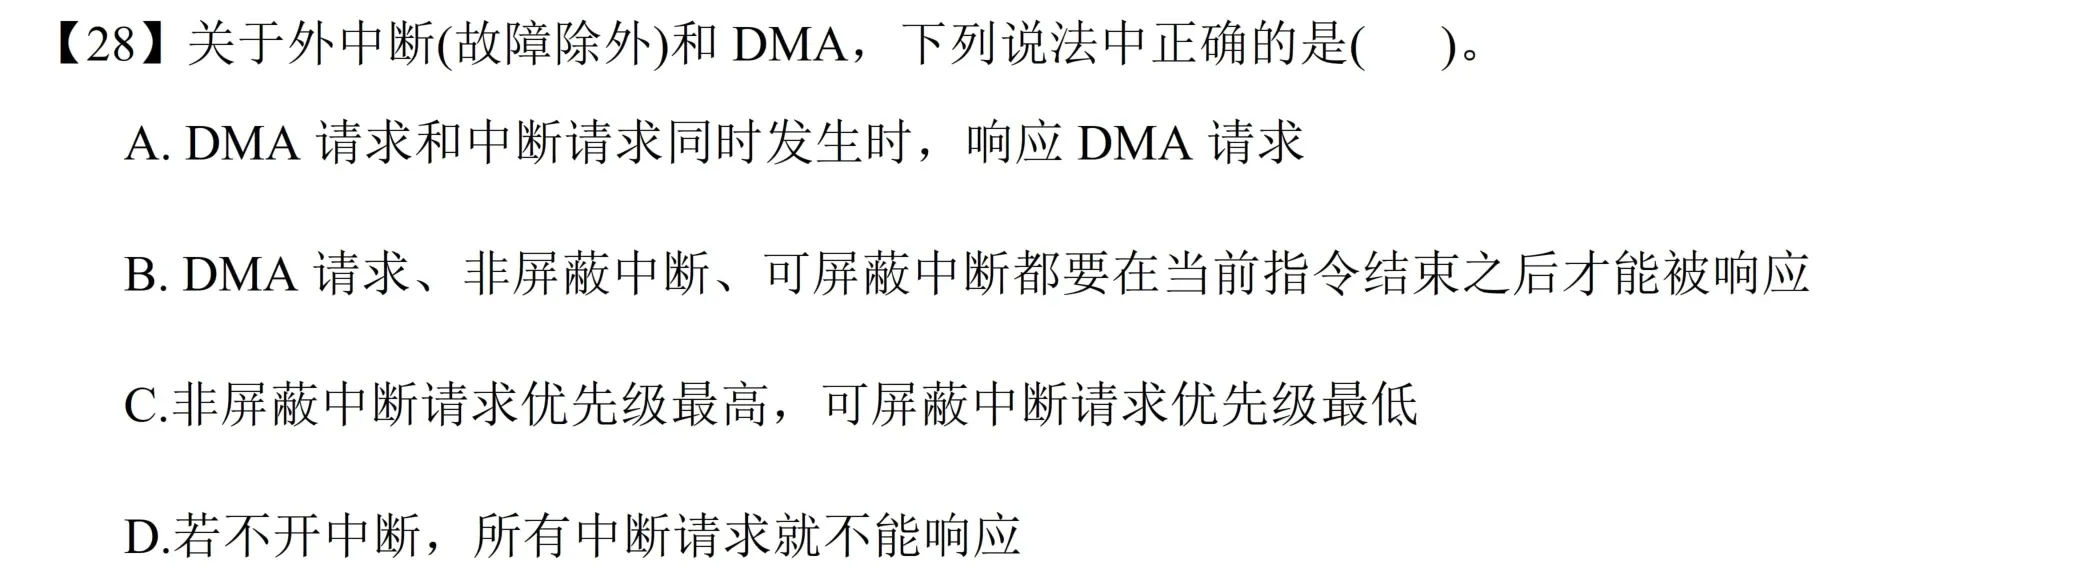 【28】关于外中断(故障除外)和 DMA，下列说法中正确的是(    )。
A. DMA 请求和中断请求同时发生时，响应 DMA 请求
B. DMA 请求、非屏蔽中断、可屏蔽中断都要在当前指令结束之后才能被响应
C.非屏蔽中断请求优先级最高，可屏蔽中断请求优先级最低
D.若不开中断，所有中断请求就不能响应